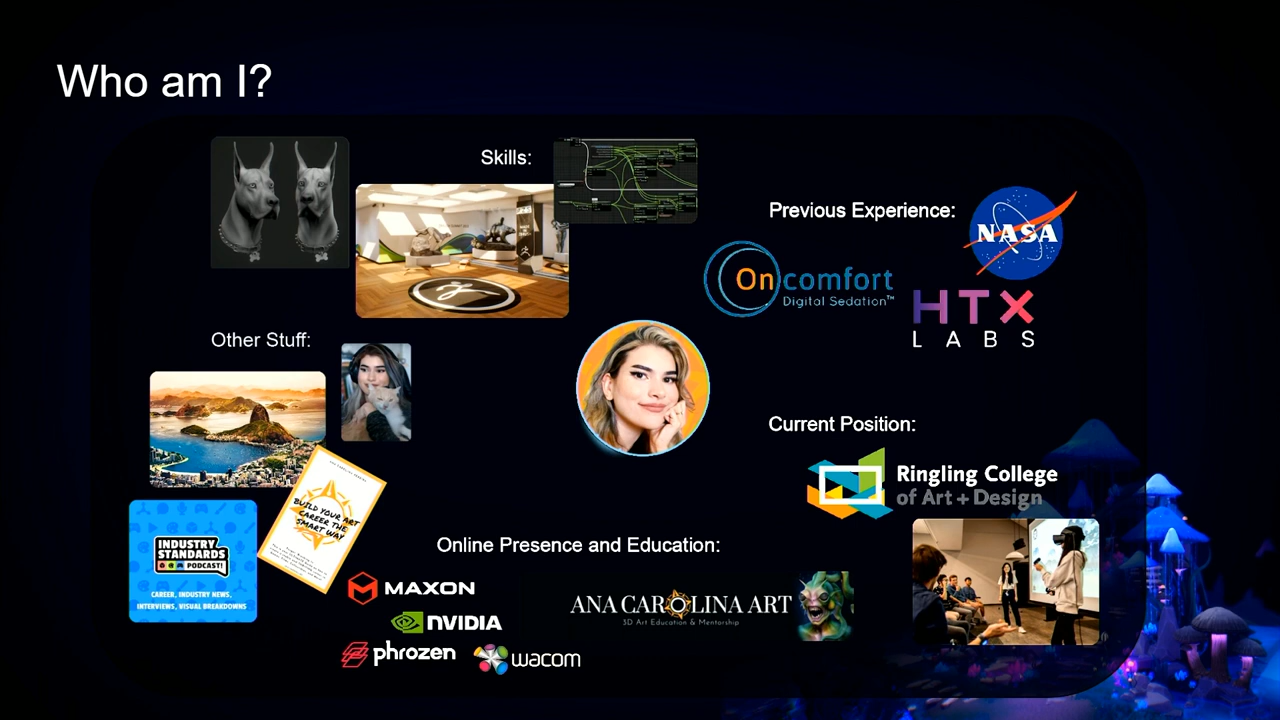 Who am I?
Skills:
Previous Experience:
NASA
Oncomfort
Digital Sedation™
HTX
LABS
Other Stuff:
Current Position:
Ringling College
of Art + Design
BUILD YOUR ART
CAREER THE
SMART WAY
INDUSTRY
STANDARDS
PODCAST!
CAREER, INDUSTRY NEWS,
INTERVIEWS, VISUAL BREAKDOWNS
Online Presence and Education:
MAXON
NVIDIA
phrozen
wacom
ANA CAROLINA ART
3D Art Education & Mentorship